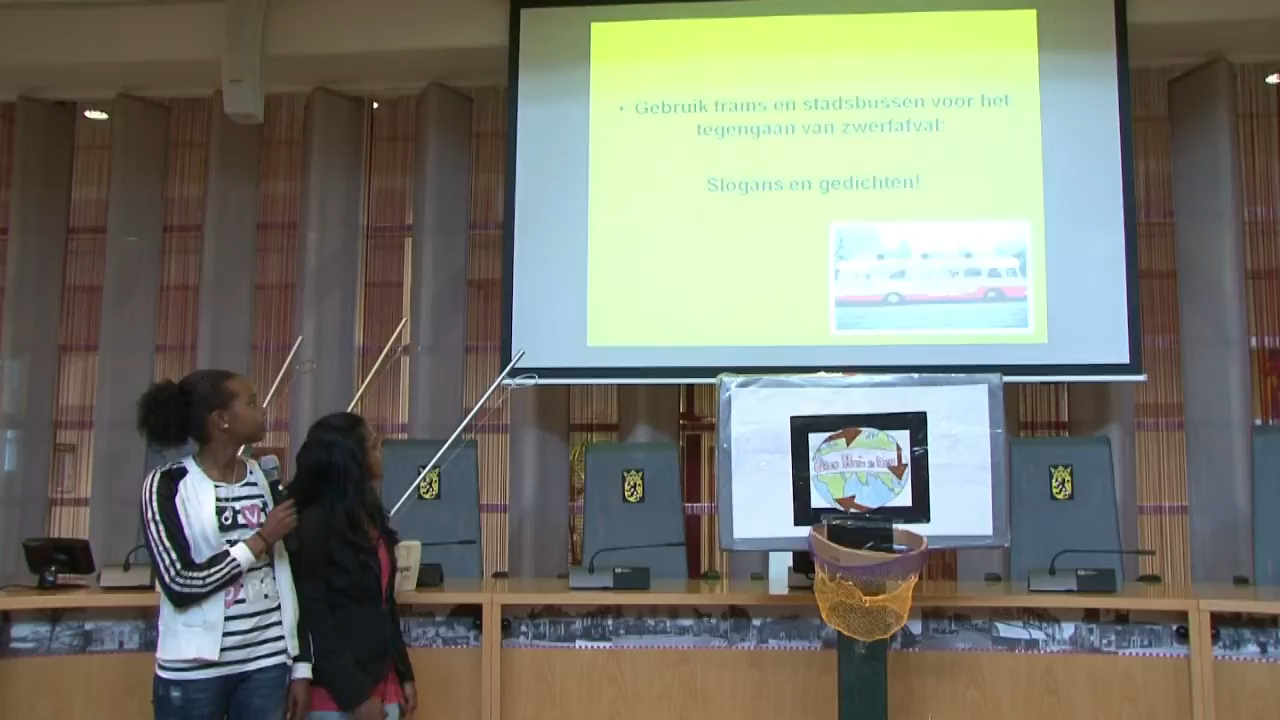 • Gebruik trams en stadsbussen voor het
tegengaan van zwerfafval:
Slogans en gedichten!